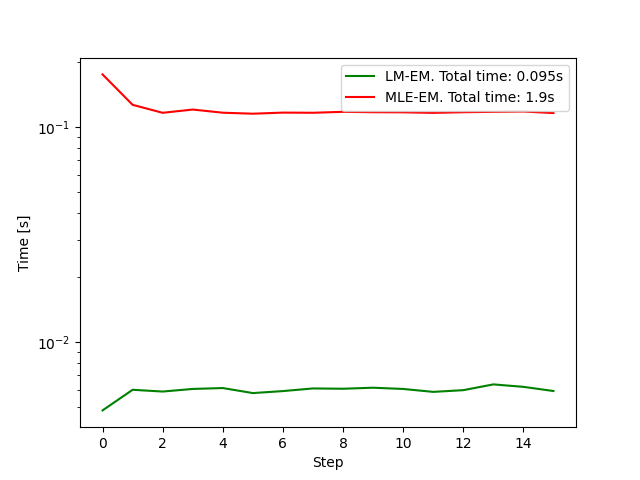 LM-EM. Total time: 0.095s
MLE-EM. Total time: 1.9s
10⁻¹
10⁻²
Time [s]
0 2 4 6 8 10 12 14
Step